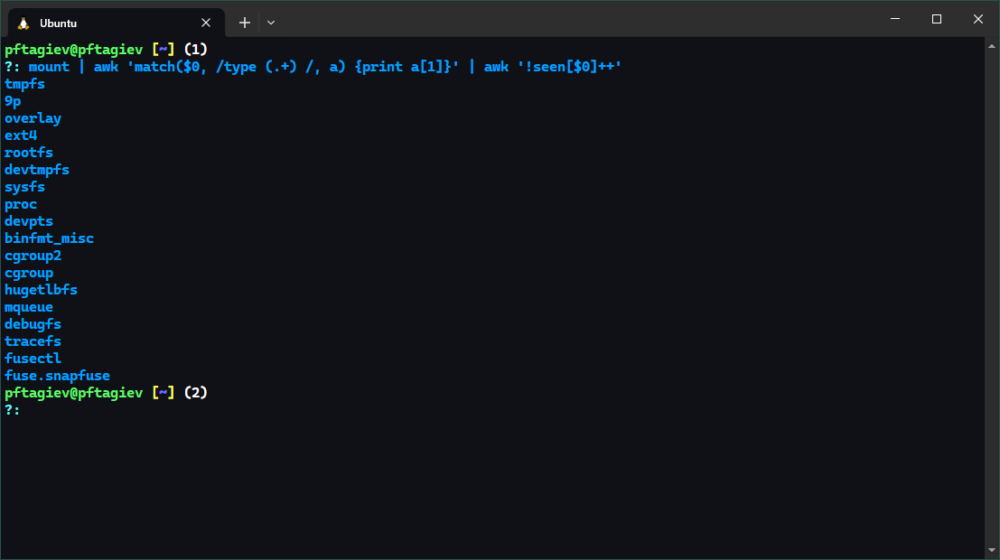 Ubuntu
pftagiev@pftagiev [~] (1)
?: mount | awk 'match($0, /type (.+) /, a) {print a[1]}' | awk '!seen[$0]++'
tmpfs
9p
overlay
ext4
rootfs
devtmpfs
sysfs
proc
devpts
binfmt_misc
cgroup2
cgroup
hugetlbfs
mqueue
debugfs
tracefs
fusectl
fuse.snapfuse
pftagiev@pftagiev [~] (2)
?: